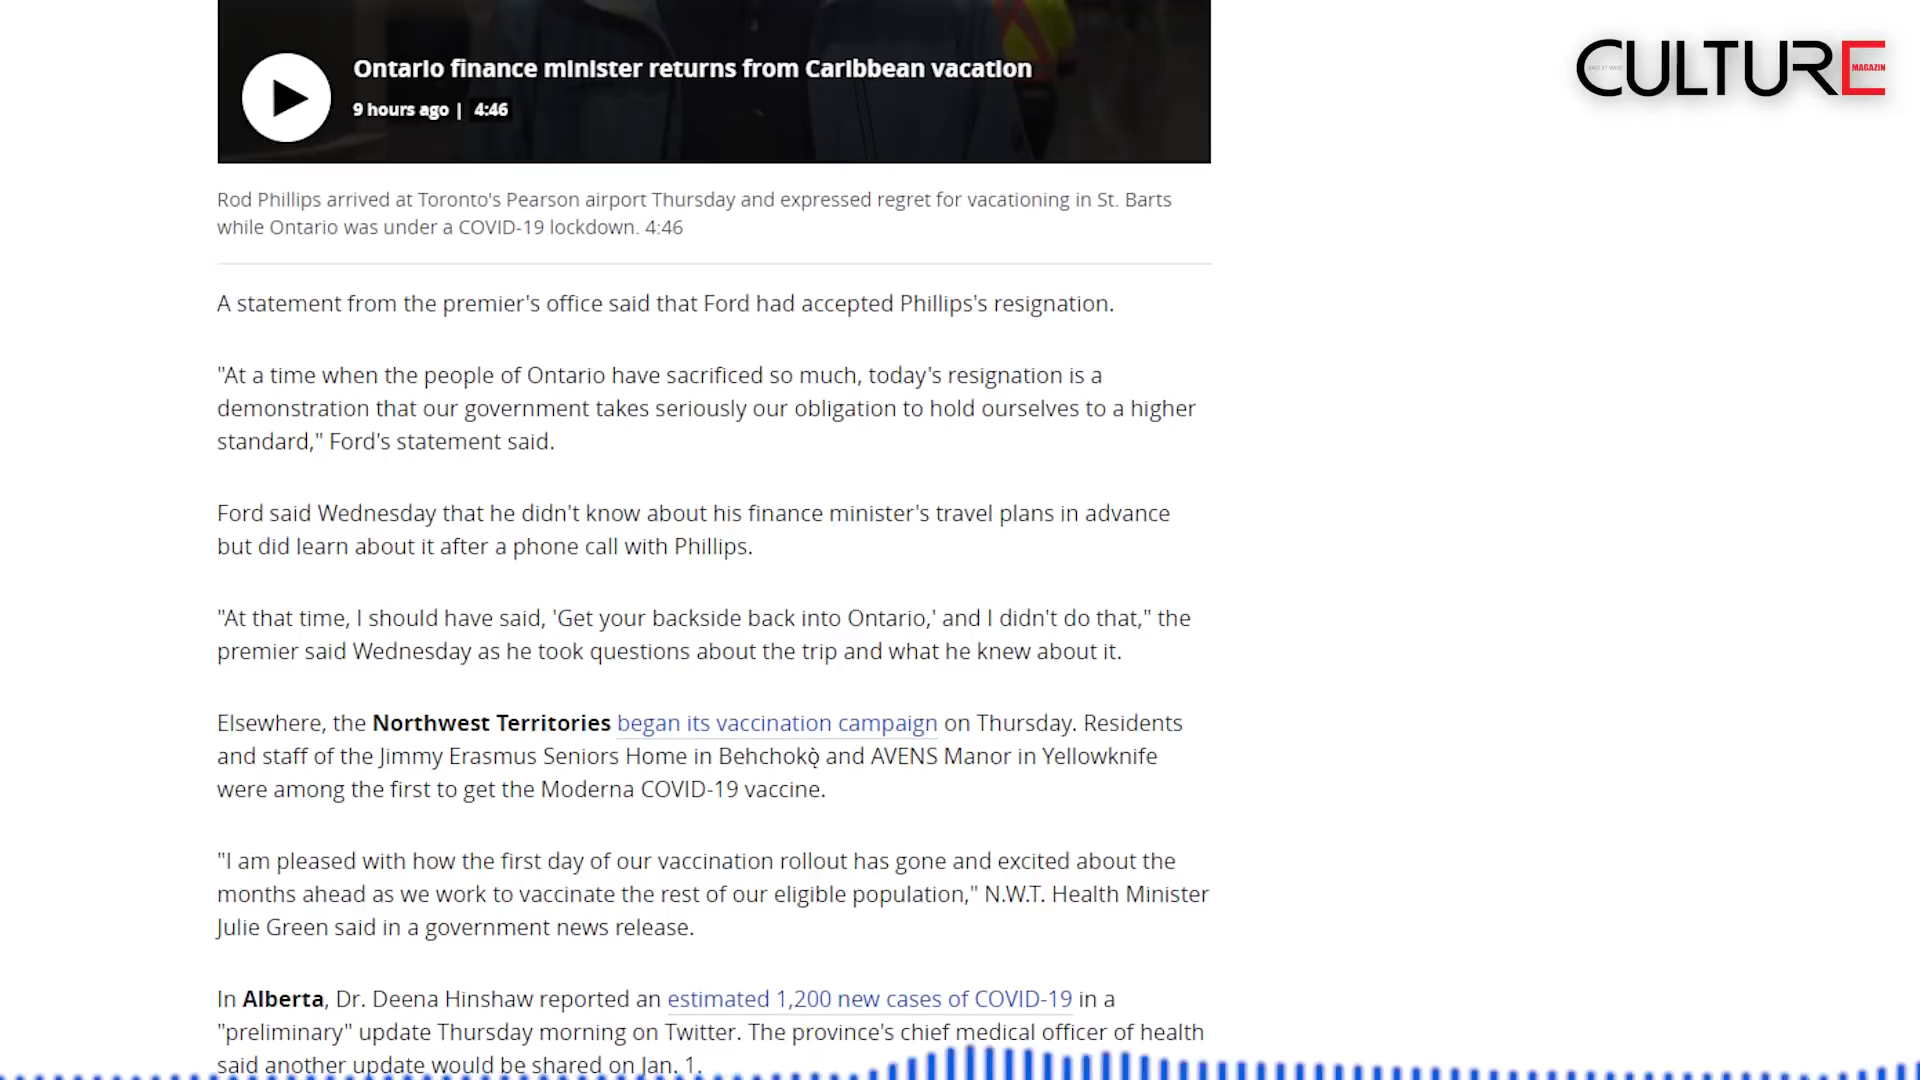 Ontario finance minister returns from Caribbean vacation
9 hours ago | 4:46
CULTURE
MAGAZIN
Rod Phillips arrived at Toronto's Pearson airport Thursday and expressed regret for vacationing in St. Barts
while Ontario was under a COVID-19 lockdown. 4:46
A statement from the premier's office said that Ford had accepted Phillips's resignation.
"At a time when the people of Ontario have sacrificed so much, today's resignation is a
demonstration that our government takes seriously our obligation to hold ourselves to a higher
standard," Ford's statement said.
Ford said Wednesday that he didn't know about his finance minister's travel plans in advance
but did learn about it after a phone call with Phillips.
"At that time, I should have said, 'Get your backside back into Ontario,' and I didn't do that," the
premier said Wednesday as he took questions about the trip and what he knew about it.
Elsewhere, the Northwest Territories began its vaccination campaign on Thursday. Residents
and staff of the Jimmy Erasmus Seniors Home in Behchokǫ̀ and AVENS Manor in Yellowknife
were among the first to get the Moderna COVID-19 vaccine.
"I am pleased with how the first day of our vaccination rollout has gone and excited about the
months ahead as we work to vaccinate the rest of our eligible population," N.W.T. Health Minister
Julie Green said in a government news release.
In Alberta, Dr. Deena Hinshaw reported an estimated 1,200 new cases of COVID-19 in a
"preliminary" update Thursday morning on Twitter. The province's chief medical officer of health
said another update would be shared on Jan. 1.